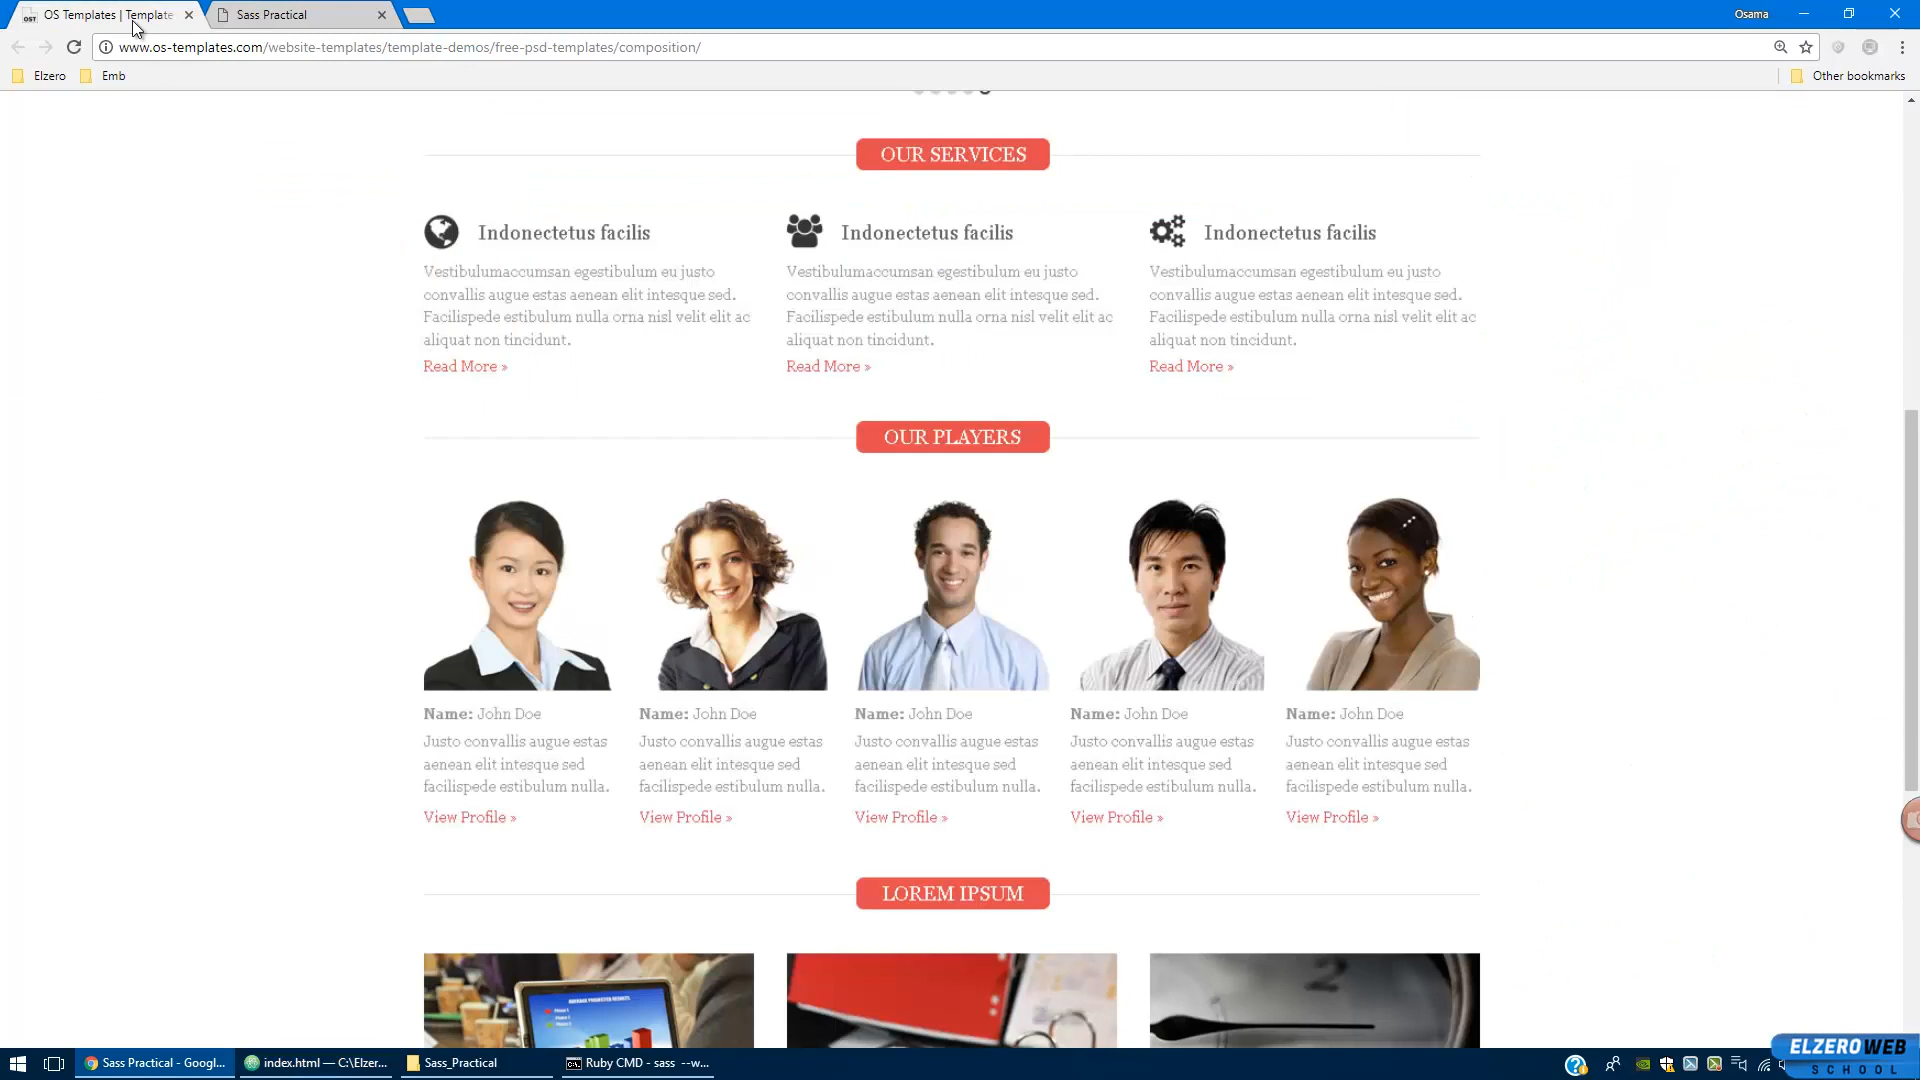 OS Templates | Template
Sass Practical
Osama
www.os-templates.com/website-templates/template-demos/free-psd-templates/composition/
Elzero
Emb
Other bookmarks
OUR SERVICES
Indonectetus facilis
Vestibulumaccumsan egestibulum eu justo
convallis augue estas aenean elit intesque sed.
Facilispede estibulum nulla orna nisl velit elit ac
aliquat non tincidunt.
Read More »
Indonectetus facilis
Vestibulumaccumsan egestibulum eu justo
convallis augue estas aenean elit intesque sed.
Facilispede estibulum nulla orna nisl velit elit ac
aliquat non tincidunt.
Read More »
Indonectetus facilis
Vestibulumaccumsan egestibulum eu justo
convallis augue estas aenean elit intesque sed.
Facilispede estibulum nulla orna nisl velit elit ac
aliquat non tincidunt.
Read More »
OUR PLAYERS
Name: John Doe
Justo convallis augue estas
aenean elit intesque sed
facilispede estibulum nulla.
View Profile »
Name: John Doe
Justo convallis augue estas
aenean elit intesque sed
facilispede estibulum nulla.
View Profile »
Name: John Doe
Justo convallis augue estas
aenean elit intesque sed
facilispede estibulum nulla.
View Profile »
Name: John Doe
Justo convallis augue estas
aenean elit intesque sed
facilispede estibulum nulla.
View Profile »
Name: John Doe
Justo convallis augue estas
aenean elit intesque sed
facilispede estibulum nulla.
View Profile »
LOREM IPSUM
2
Sass Practical - Googl...
index.html — C:\Elzer...
Sass_Practical
Ruby CMD - sass --w...
ELZEROWEB
SCHOOL